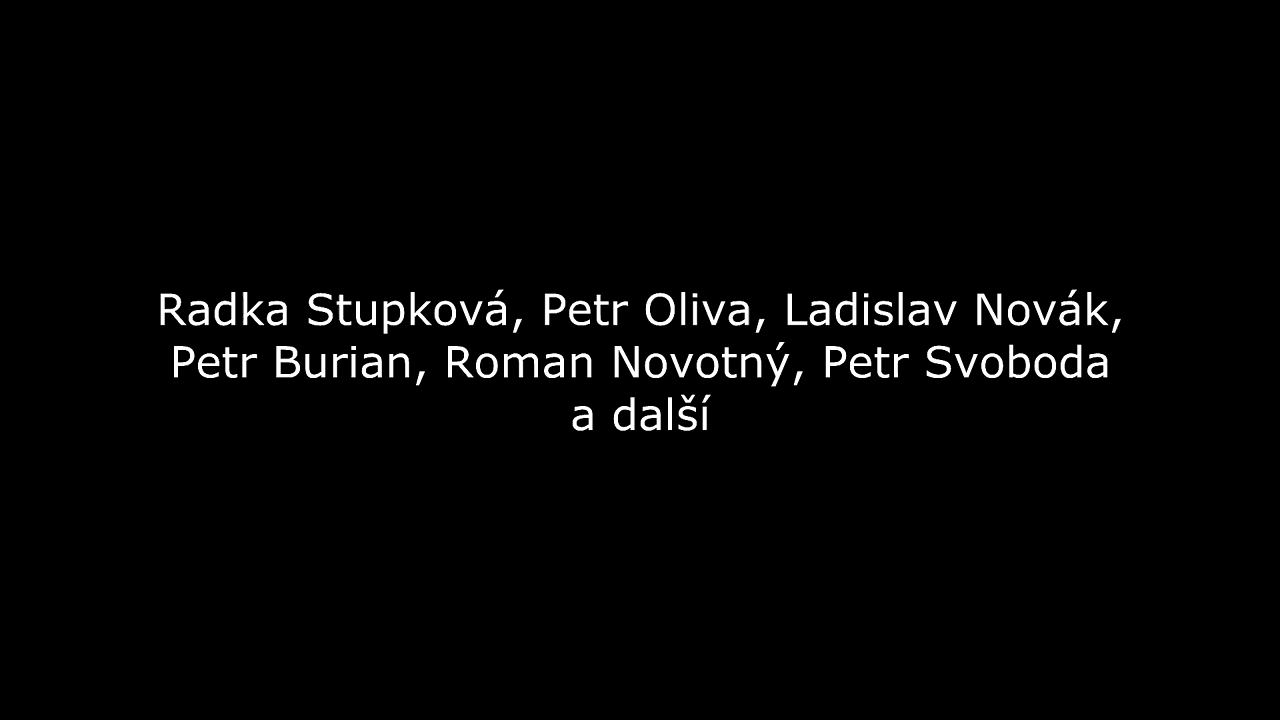 Radka Stupková, Petr Oliva, Ladislav Novák,
Petr Burian, Roman Novotný, Petr Svoboda
a další